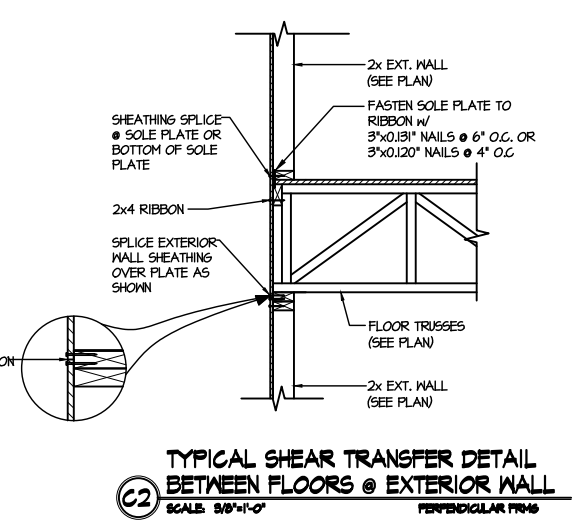 2x EXT. WALL
(SEE PLAN)
FASTEN SOLE PLATE TO
RIBBON W/
3"x0.131" NAILS @ 6" O.C. OR
3"x0.120" NAILS @ 4" O.C
SHEATHING SPLICE
@ SOLE PLATE OR
BOTTOM OF SOLE
PLATE
2x4 RIBBON
SPLICE EXTERIOR
WALL SHEATHING
OVER PLATE AS
SHOWN
ON
FLOOR TRUSSES
(SEE PLAN)
2x EXT. WALL
(SEE PLAN)
TYPICAL SHEAR TRANSFER DETAIL
C2 BETWEEN FLOORS @ EXTERIOR WALL
SCALE: 3/8"=1'-0" PERPENDICULAR FRMG